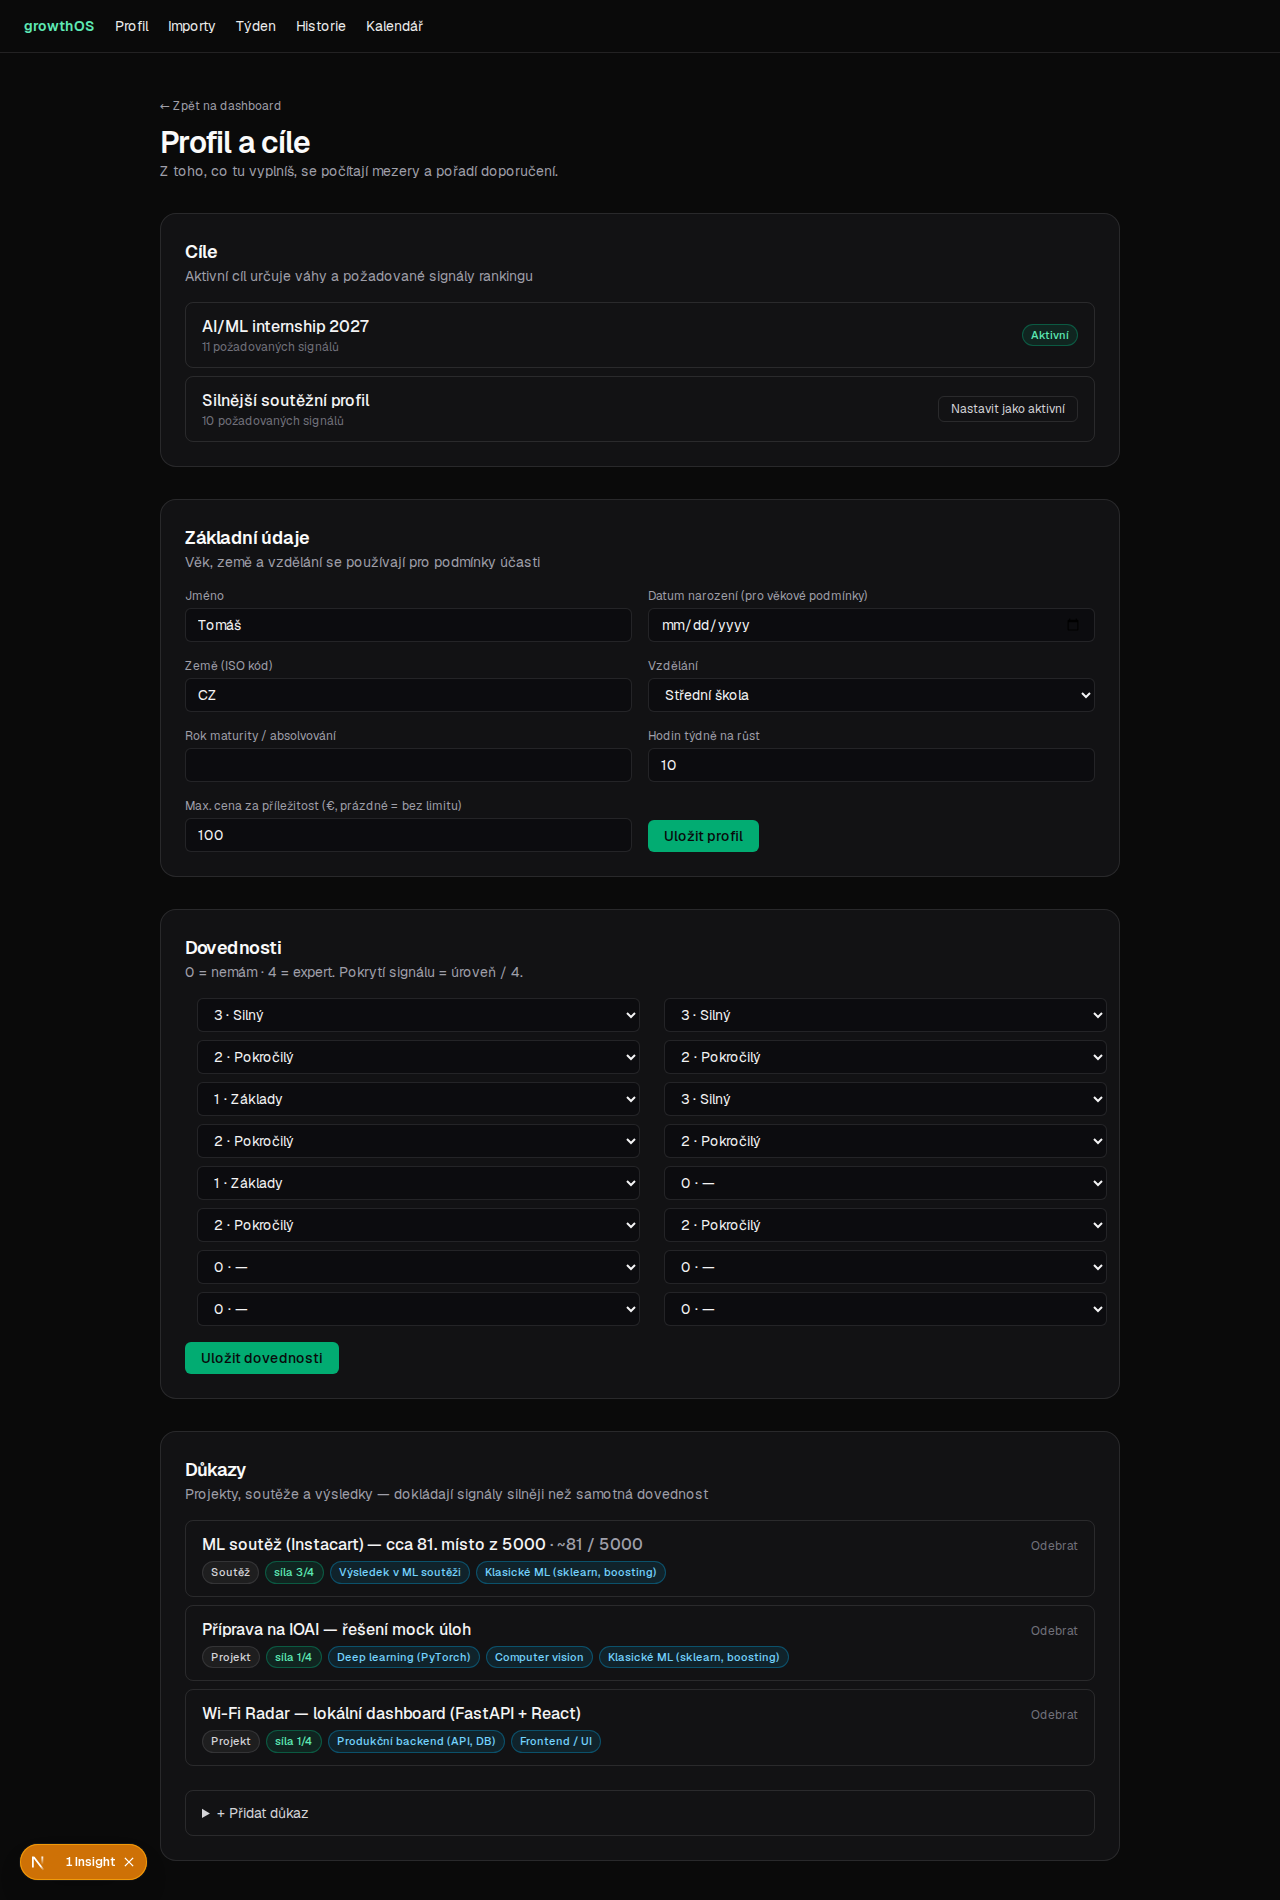 growthOS Profil Importy Týden Historie Kalendář
← Zpět na dashboard
Profil a cíle
Z toho, co tu vyplníš, se počítají mezery a pořadí doporučení.
Cíle
Aktivní cíl určuje váhy a požadované signály rankingu
AI/ML internship 2027
11 požadovaných signálů
Aktivní
Silnější soutěžní profil
10 požadovaných signálů
Nastavit jako aktivní
Základní údaje
Věk, země a vzdělání se používají pro podmínky účasti
Jméno
Tomáš
Datum narození (pro věkové podmínky)
mm/dd/yyyy
Země (ISO kód)
CZ
Vzdělání
Střední škola
Rok maturity / absolvování
Hodin týdně na růst
10
Max. cena za příležitost (€, prázdné = bez limitu)
100
Uložit profil
Dovednosti
0 = nemám · 4 = expert. Pokrytí signálu = úroveň / 4.
3 · Silný
3 · Silný
2 · Pokročilý
2 · Pokročilý
1 · Základy
3 · Silný
2 · Pokročilý
2 · Pokročilý
1 · Základy
0 · —
2 · Pokročilý
2 · Pokročilý
0 · —
0 · —
0 · —
0 · —
Uložit dovednosti
Důkazy
Projekty, soutěže a výsledky — dokládají signály silněji než samotná dovednost
ML soutěž (Instacart) — cca 81. místo z 5000 · ~81 / 5000
Odebrat
Soutěž síla 3/4 Výsledek v ML soutěži Klasické ML (sklearn, boosting)
Příprava na IOAI — řešení mock úloh
Odebrat
Projekt síla 1/4 Deep learning (PyTorch) Computer vision Klasické ML (sklearn, boosting)
Wi-Fi Radar — lokální dashboard (FastAPI + React)
Odebrat
Projekt síla 1/4 Produkční backend (API, DB) Frontend / UI
▶ + Přidat důkaz
N 1 Insight ×